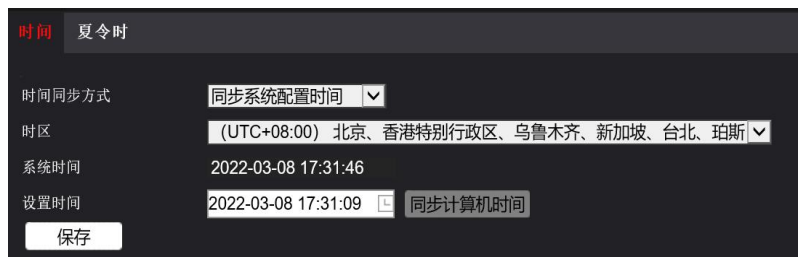 时间 夏令时
时间同步方式 同步系统配置时间
时区 (UTC+08:00) 北京、香港特别行政区、乌鲁木齐、新加坡、台北、珀斯
系统时间 2022-03-08 17:31:46
设置时间 2022-03-08 17:31:09 同步计算机时间
保存